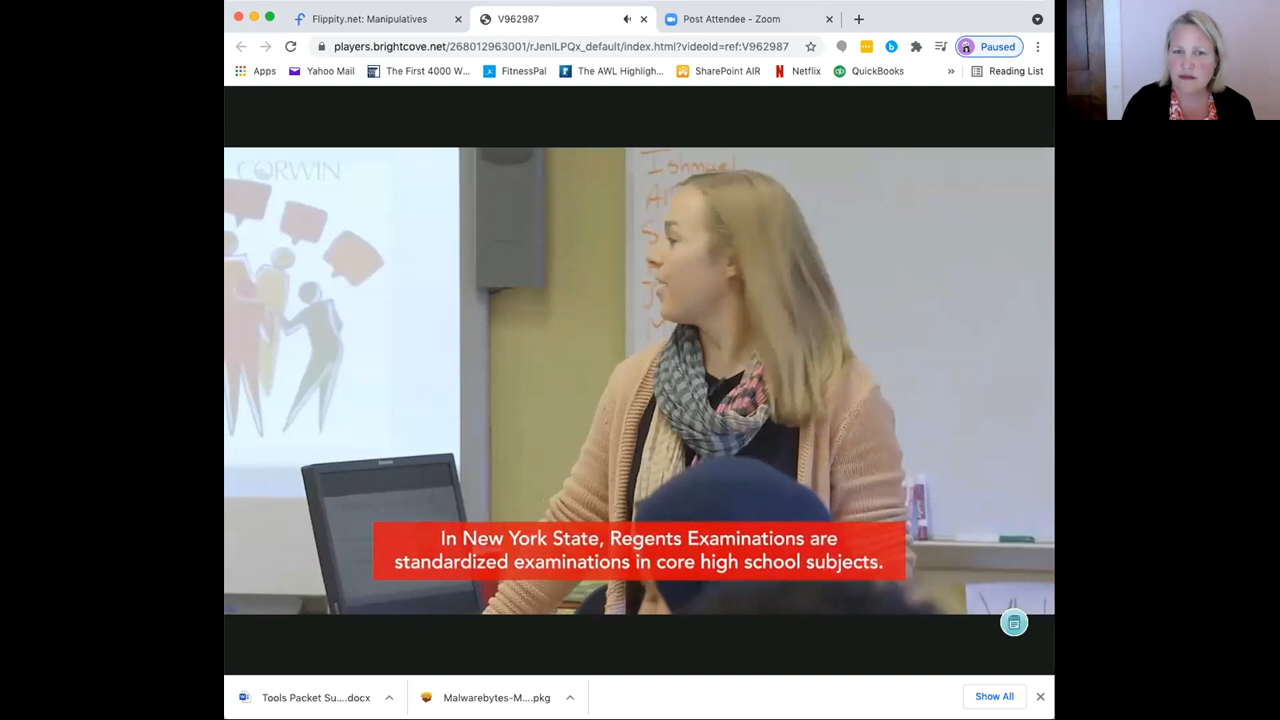 Flippity.net: Manipulatives
V962987
Post Attendee - Zoom
players.brightcove.net/268012963001/rJenILPQx_default/index.html?videoId=ref:V962987
Paused
Apps
Yahoo Mail
The First 4000 W...
FitnessPal
The AWL Highligh...
SharePoint AIR
Netflix
QuickBooks
»
Reading List
CORWIN
Ishmael
In New York State, Regents Examinations are
standardized examinations in core high school subjects.
Tools Packet Su....docx
Malwarebytes-M....pkg
Show All